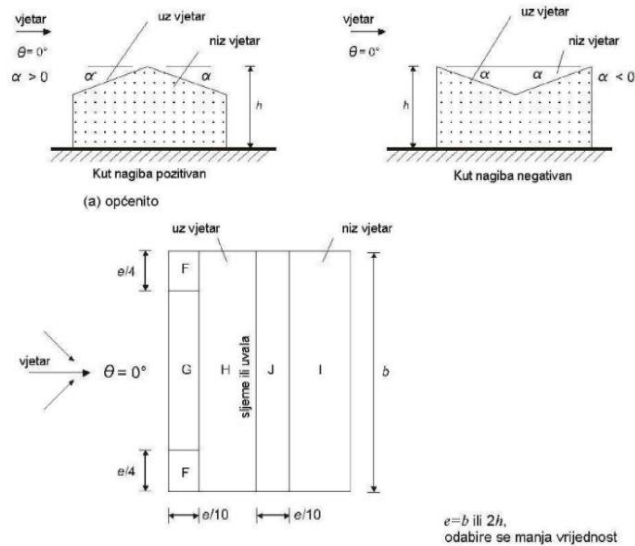 vjetar
uz vjetar
niz vjetar
θ = 0°
α > 0
α
α
h
Kut nagiba pozitivan
vjetar
uz vjetar
niz vjetar
θ = 0°
α
α
α < 0
h
Kut nagiba negativan
(a) općenito
uz vjetar
niz vjetar
e/4
F
vjetar
θ = 0°
G
H
sljeme ili uvala
J
I
b
e/4
F
e/10
e/10
e=b ili 2h,
odabire se manja vrijednost